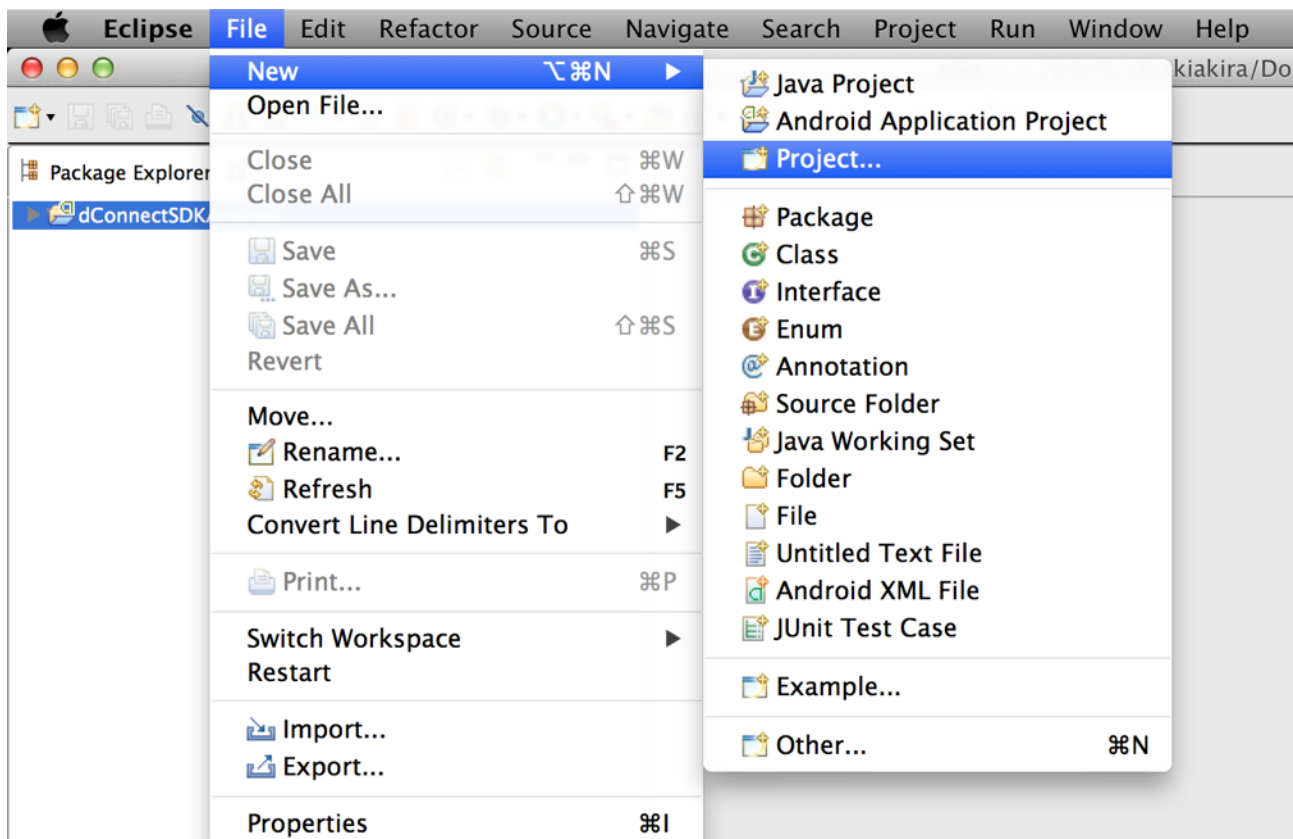 Eclipse File Edit Refactor Source Navigate Search Project Run Window Help
kiakira/Do
Package Explorer
dConnectSDK
New ⌥⌘N ▶
Open File...
Close ⌘W
Close All ⇧⌘W
Save ⌘S
Save As...
Save All ⇧⌘S
Revert
Move...
Rename... F2
Refresh F5
Convert Line Delimiters To ▶
Print... ⌘P
Switch Workspace ▶
Restart
Import...
Export...
Properties ⌘I
Java Project
Android Application Project
Project...
Package
Class
Interface
Enum
Annotation
Source Folder
Java Working Set
Folder
File
Untitled Text File
Android XML File
JUnit Test Case
Example...
Other... ⌘N